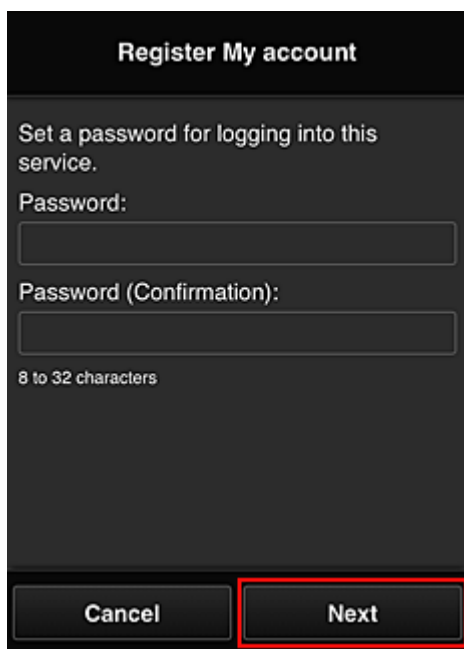 Register My account
Set a password for logging into this
service.
Password:
Password (Confirmation):
8 to 32 characters
Cancel
Next